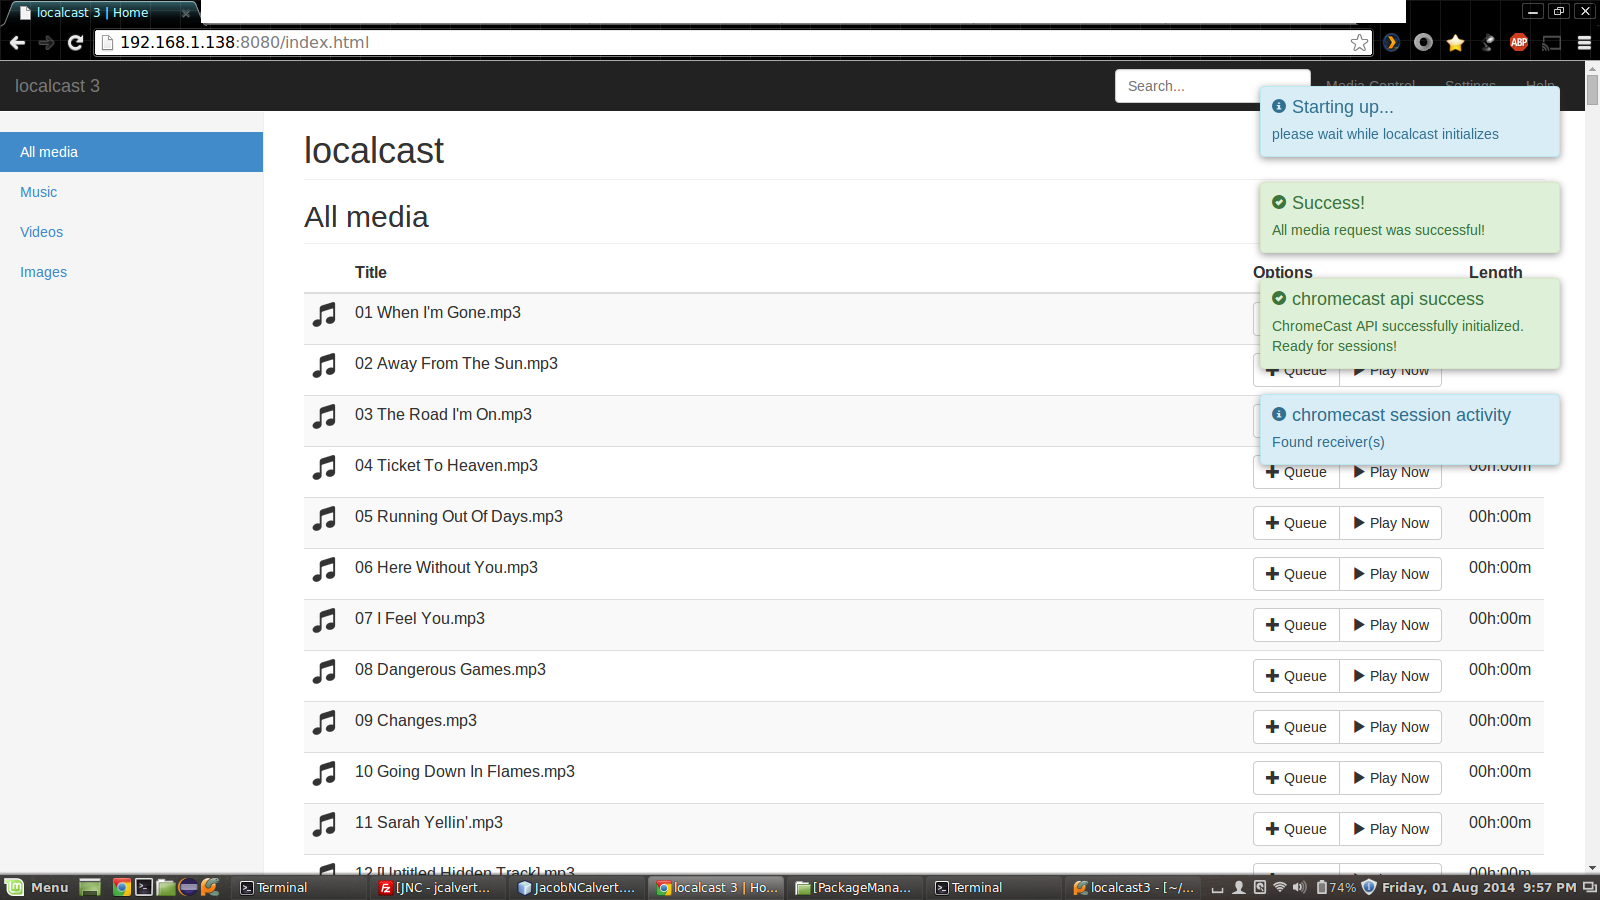 localcast 3 | Home
192.168.1.138:8080/index.html
ABP
localcast 3
Search...
Media Control
Settings
Help
Starting up...
please wait while localcast initializes
Success!
All media request was successful!
chromecast api success
ChromeCast API successfully initialized.
Ready for sessions!
chromecast session activity
Found receiver(s)
All media
Music
Videos
Images
localcast
All media
Title Options Length
01 When I'm Gone.mp3
02 Away From The Sun.mp3 Queue Play Now
03 The Road I'm On.mp3
04 Ticket To Heaven.mp3 Queue Play Now 00h:00m
05 Running Out Of Days.mp3 Queue Play Now 00h:00m
06 Here Without You.mp3 Queue Play Now 00h:00m
07 I Feel You.mp3 Queue Play Now 00h:00m
08 Dangerous Games.mp3 Queue Play Now 00h:00m
09 Changes.mp3 Queue Play Now 00h:00m
10 Going Down In Flames.mp3 Queue Play Now 00h:00m
11 Sarah Yellin'.mp3 Queue Play Now 00h:00m
12 [Untitled Hidden Track].mp3 00h:00m
Menu Terminal [JNC - jcalvert... JacobNCalvert.... localcast 3 | Ho... [PackageMana... Terminal localcast3 - [~/... 74% Friday, 01 Aug 2014 9:57 PM